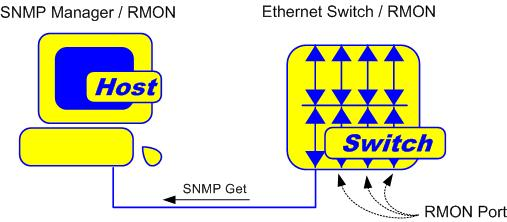 SNMP Manager / RMON
Ethernet Switch / RMON
Host
Switch
SNMP Get
RMON Port